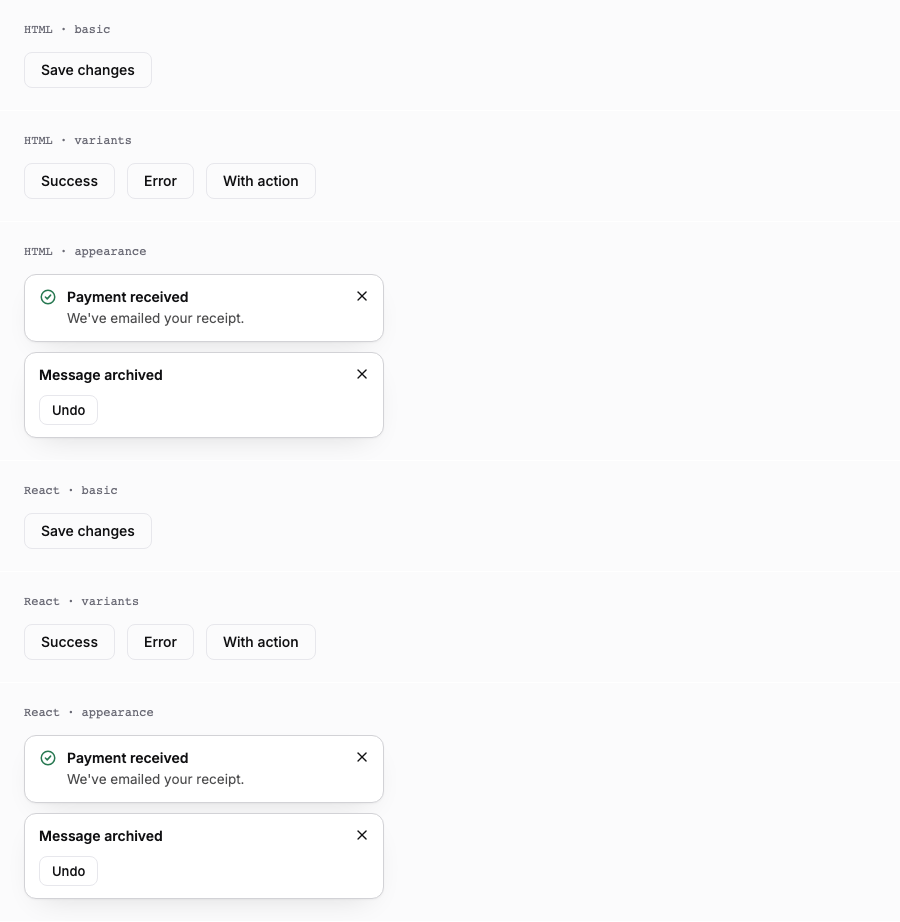 HTML · basic
Save changes
HTML · variants
Success Error With action
HTML · appearance
Payment received
We've emailed your receipt.
Message archived
Undo
React · basic
Save changes
React · variants
Success Error With action
React · appearance
Payment received
We've emailed your receipt.
Message archived
Undo